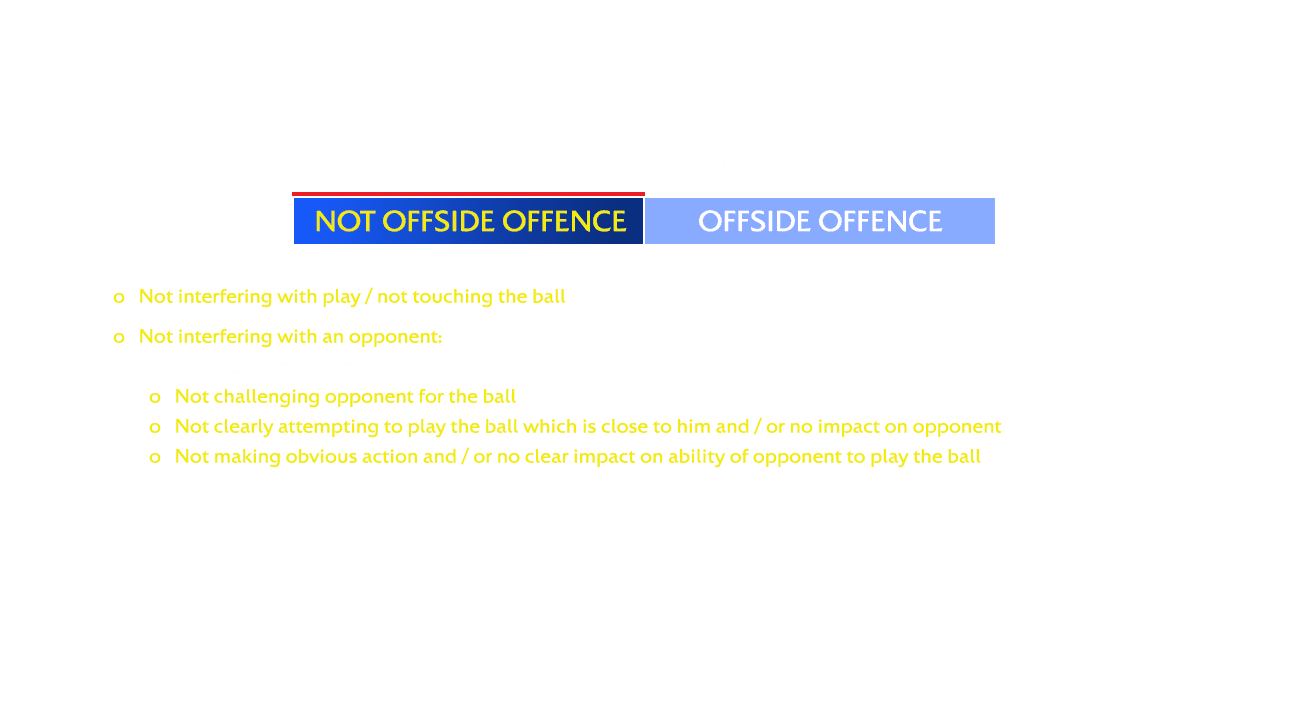 NOT OFFSIDE OFFENCE
OFFSIDE OFFENCE
o Not interfering with play / not touching the ball
o Not interfering with an opponent:
o Not challenging opponent for the ball
o Not clearly attempting to play the ball which is close to him and / or no impact on opponent
o Not making obvious action and / or no clear impact on ability of opponent to play the ball